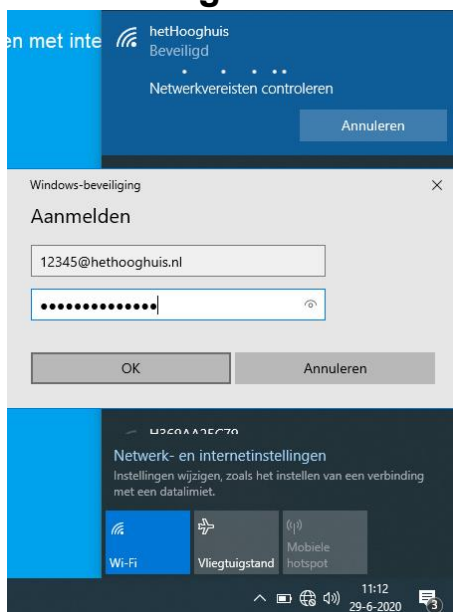 en met inte
hetHooghuis
Beveiligd
Netwerkvereisten controleren
Annuleren
Windows-beveiliging
Aanmelden
12345@hethooghuis.nl
••••••••••••••
OK
Annuleren
Netwerk- en internetinstellingen
Instellingen wijzigen, zoals het instellen van een verbinding
met een datalimiet.
Wi-Fi
Vliegtuigstand
Mobiele
hotspot
11:12
29-6-2020
3